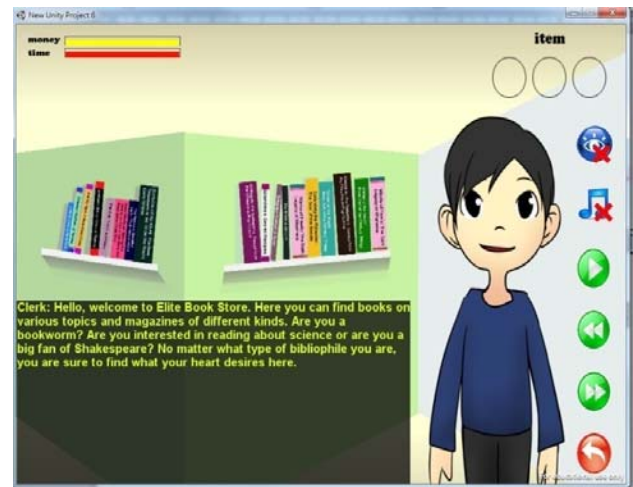 New Unity Project 6
money
time
item
Clerk: Hello, welcome to Elite Book Store. Here you can find books on
various topics and magazines of different kinds. Are you a
bookworm? Are you interested in reading about science or are you a
big fan of Shakespeare? No matter what type of bibliophile you are,
you are sure to find what your heart desires here.
use only